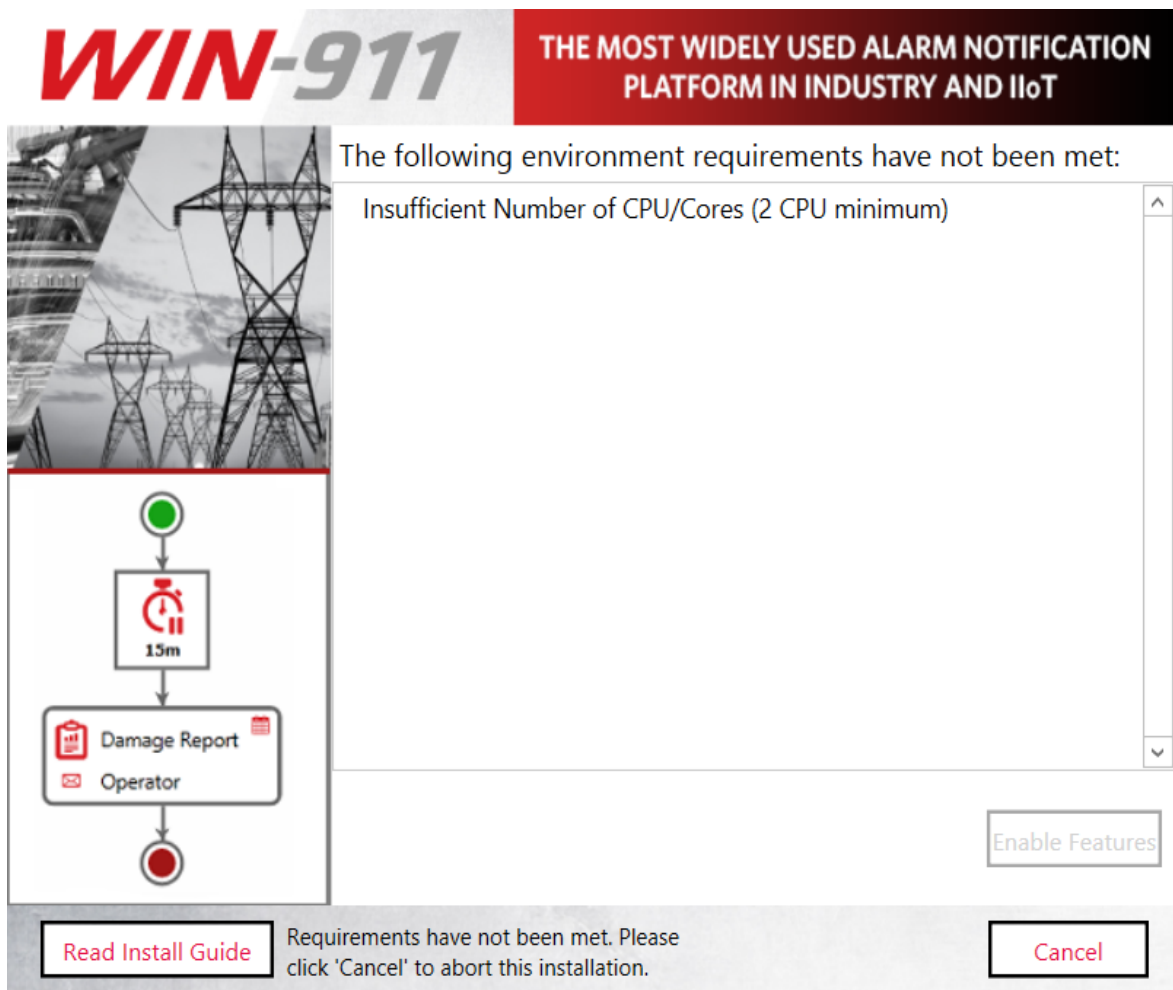 WIN-911
THE MOST WIDELY USED ALARM NOTIFICATION
PLATFORM IN INDUSTRY AND IIoT
The following environment requirements have not been met:
Insufficient Number of CPU/Cores (2 CPU minimum)
15m
Damage Report
Operator
Enable Features
Read Install Guide
Requirements have not been met. Please
click 'Cancel' to abort this installation.
Cancel